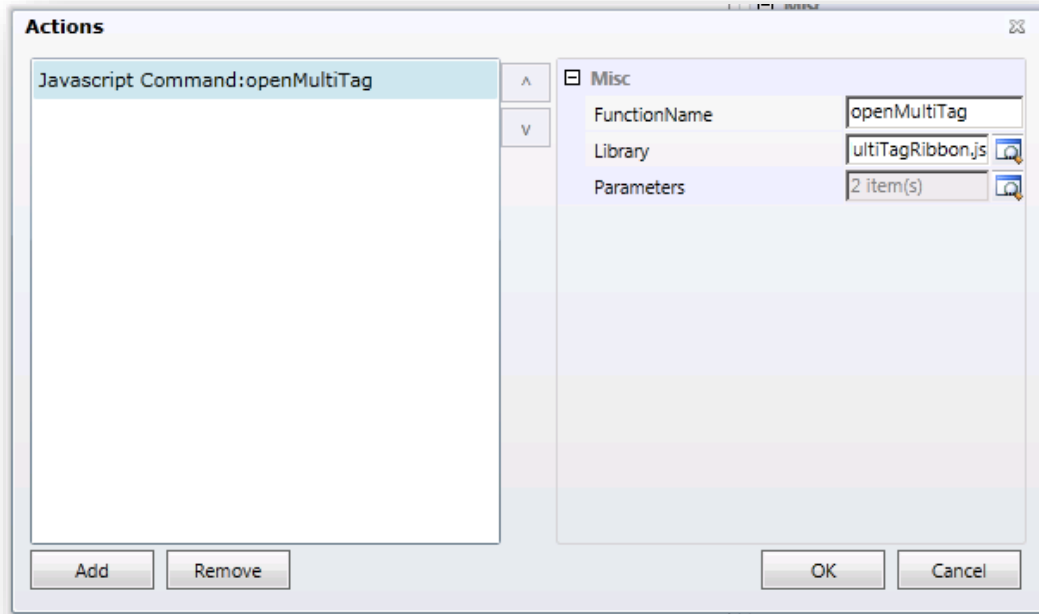 Actions
Javascript Command:openMultiTag
Misc
FunctionName openMultiTag
Library ultiTagRibbon.js
Parameters 2 item(s)
Add Remove OK Cancel